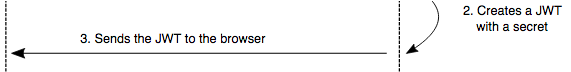 2. Creates a JWT
with a secret
3. Sends the JWT to the browser